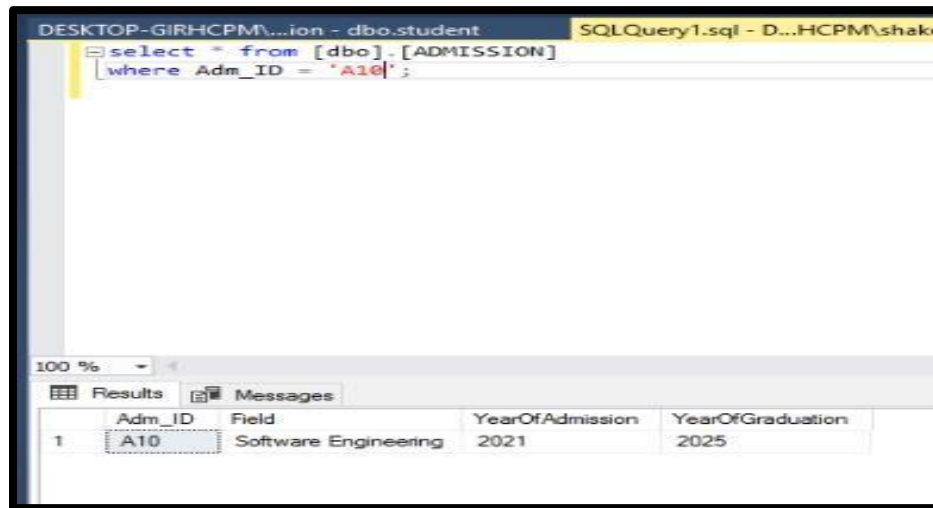 DESKTOP-GIRHCPM\...ion - dbo.student SQLQuery1.sql - D...HCPM\shak
select * from [dbo].[ADMISSION]
where Adm_ID = 'A10';
100 %
Results Messages
Adm_ID Field YearOfAdmission YearOfGraduation
1 A10 Software Engineering 2021 2025